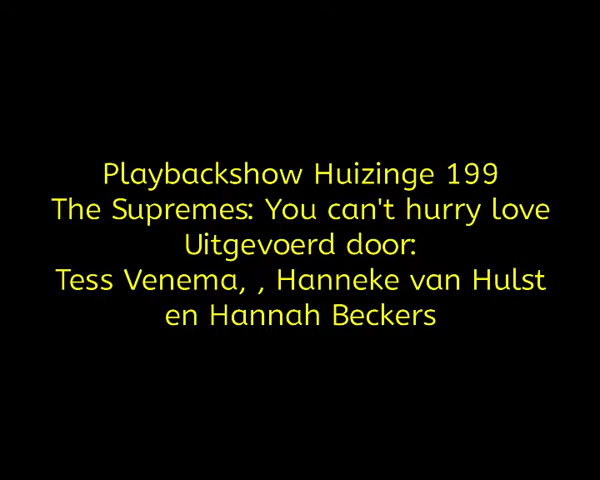 Playbackshow Huizinge 199
The Supremes: You can't hurry love
Uitgevoerd door:
Tess Venema, , Hanneke van Hulst
en Hannah Beckers